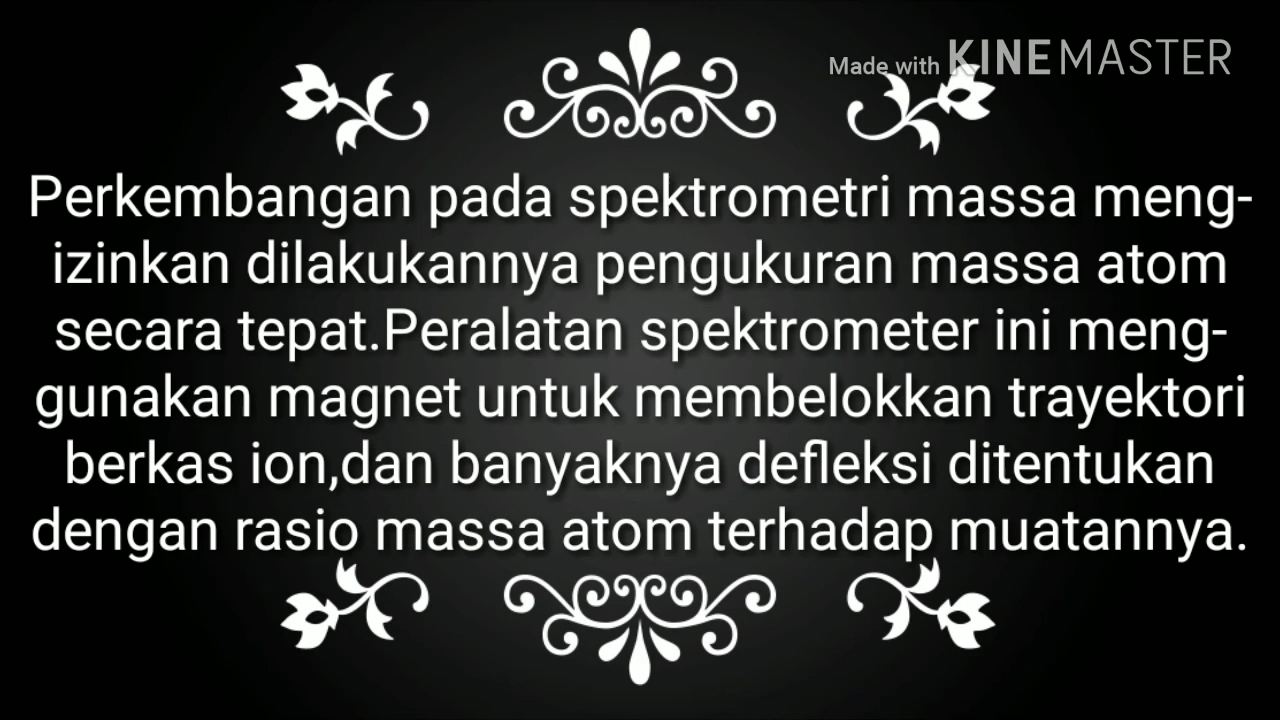 Made with KINEMASTER
Perkembangan pada spektrometri massa meng-
izinkan dilakukannya pengukuran massa atom
secara tepat.Peralatan spektrometer ini meng-
gunakan magnet untuk membelokkan trayektori
berkas ion,dan banyaknya defleksi ditentukan
dengan rasio massa atom terhadap muatannya.